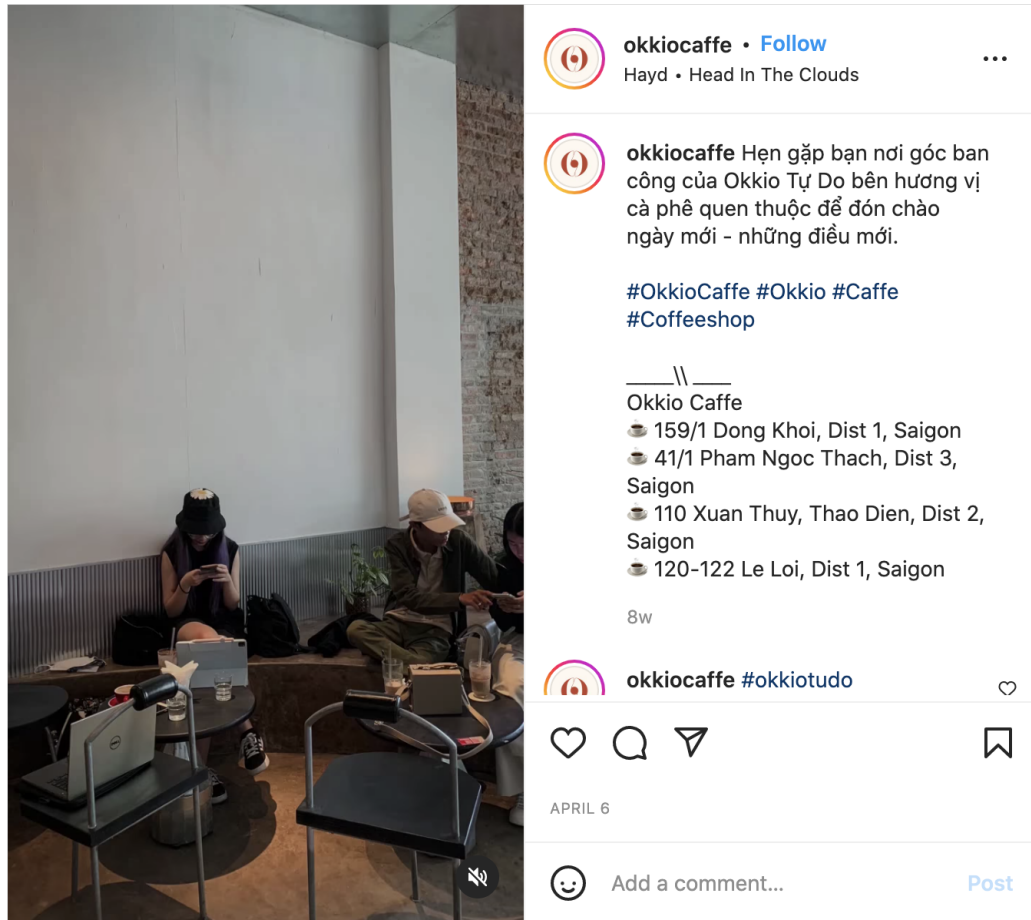 okkiocaffe • Follow
Hayd • Head In The Clouds
okkiocaffe Hẹn gặp bạn nơi góc ban
công của Okkio Tự Do bên hương vị
cà phê quen thuộc để đón chào
ngày mới - những điều mới.
#OkkioCaffe #Okkio #Caffe
#Coffeeshop
_____\\ ____
Okkio Caffe
☕ 159/1 Dong Khoi, Dist 1, Saigon
☕ 41/1 Pham Ngoc Thach, Dist 3,
Saigon
☕ 110 Xuan Thuy, Thao Dien, Dist 2,
Saigon
☕ 120-122 Le Loi, Dist 1, Saigon
8w
okkiocaffe #okkiotudo
APRIL 6
Add a comment...
Post
DELL